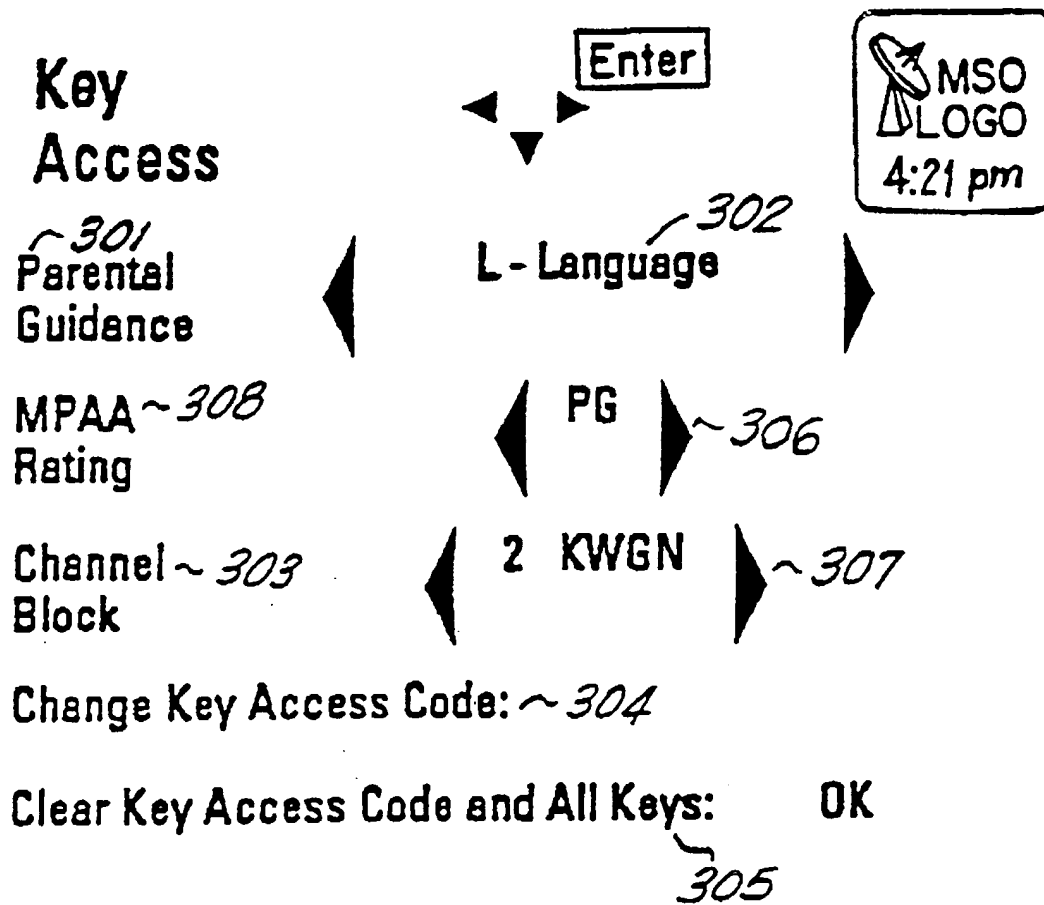 Key
Access
Enter
MSO
LOGO
4:21 pm
301
Parental
Guidance
L - Language
302
MPAA ~ 308
Rating
PG
~ 306
Channel ~ 303
Block
2 KWGN
~ 307
Change Key Access Code: ~ 304
Clear Key Access Code and All Keys: OK
305